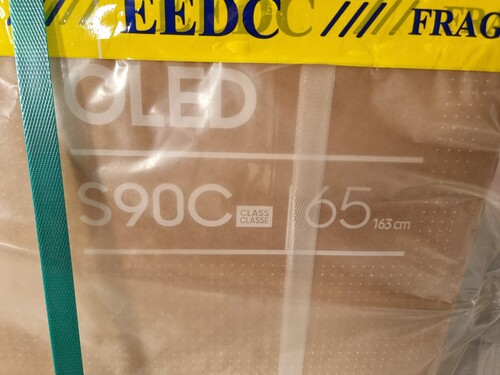 ///// EEDCC ///// FRAG
OLED
S90C CLASS CLASSE 65 163 cm